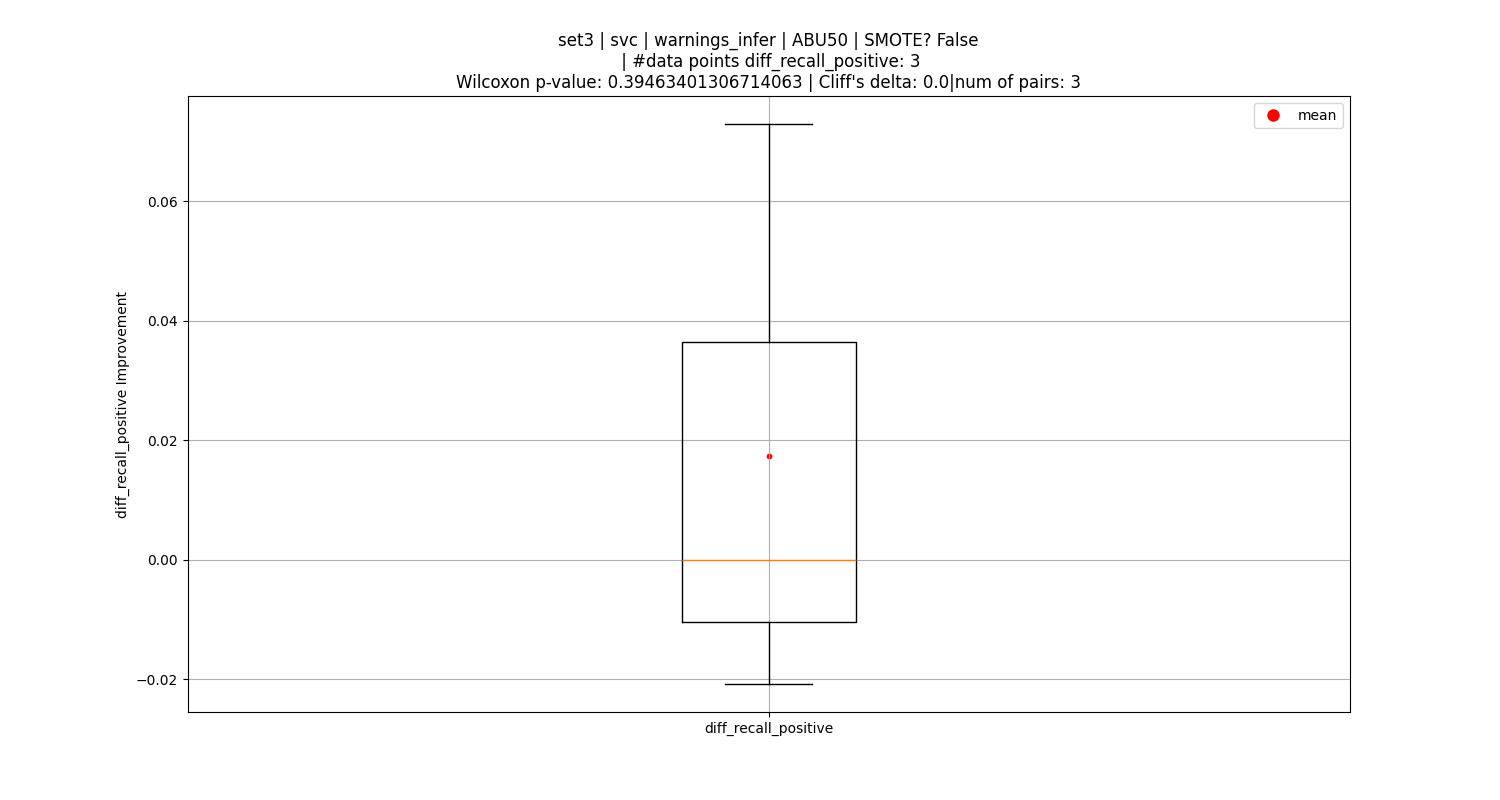 set3 | svc | warnings_infer | ABU50 | SMOTE? False
| #data points diff_recall_positive: 3
Wilcoxon p-value: 0.39463401306714063 | Cliff's delta: 0.0|num of pairs: 3
mean
0.06
0.04
0.02
0.00
−0.02
diff_recall_positive Improvement
diff_recall_positive